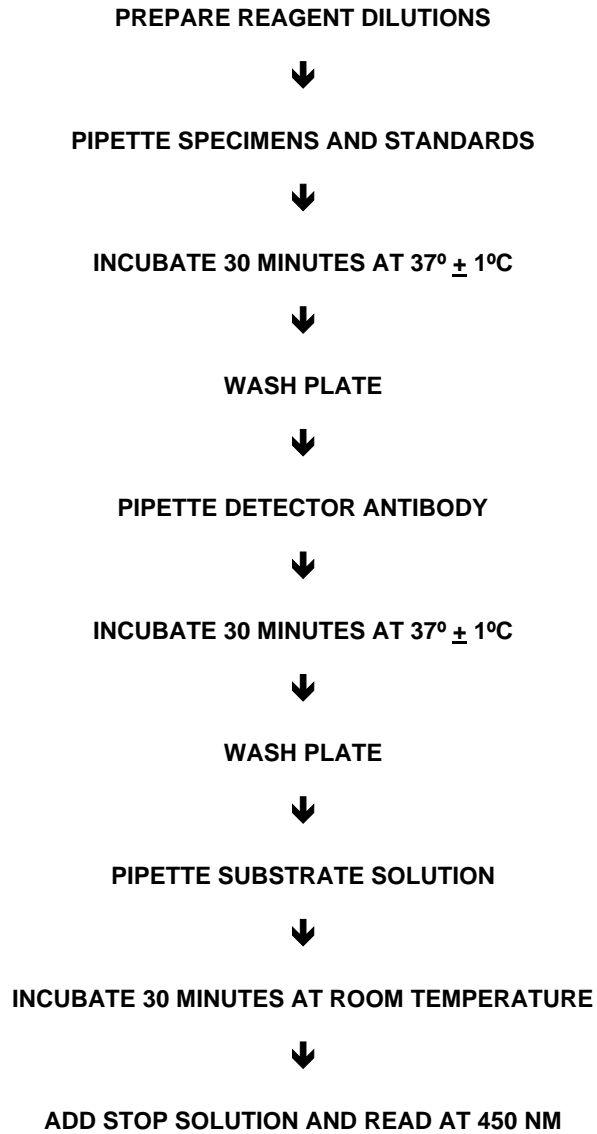 PREPARE REAGENT DILUTIONS
PIPETTE SPECIMENS AND STANDARDS
INCUBATE 30 MINUTES AT 37º ± 1ºC
WASH PLATE
PIPETTE DETECTOR ANTIBODY
INCUBATE 30 MINUTES AT 37º ± 1ºC
WASH PLATE
PIPETTE SUBSTRATE SOLUTION
INCUBATE 30 MINUTES AT ROOM TEMPERATURE
ADD STOP SOLUTION AND READ AT 450 NM